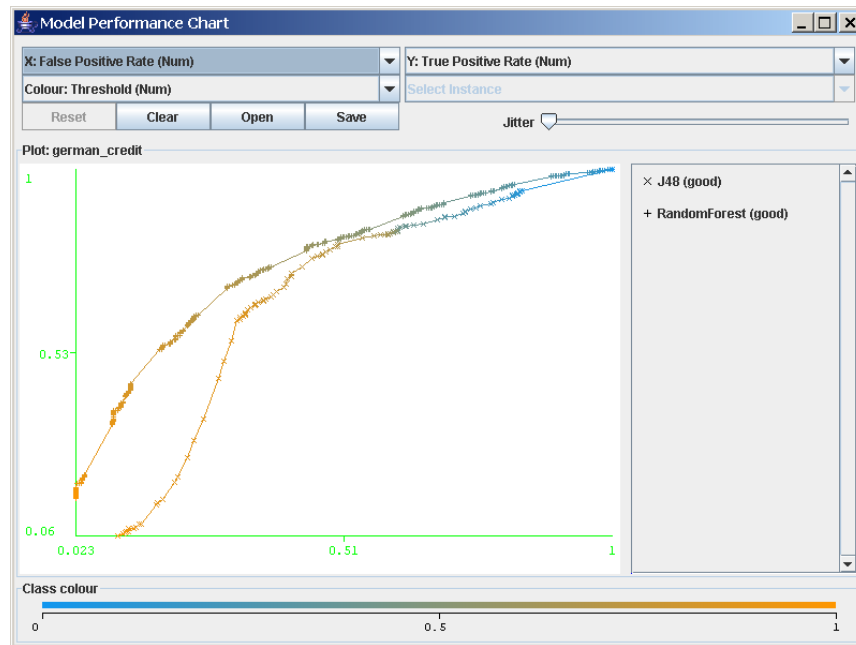 Model Performance Chart
X: False Positive Rate (Num)
Y: True Positive Rate (Num)
Colour: Threshold (Num)
Select Instance
Reset
Clear
Open
Save
Jitter
Plot: german_credit
1
0.53
0.06
0.023
0.51
1
× J48 (good)
+ RandomForest (good)
Class colour
0
0.5
1